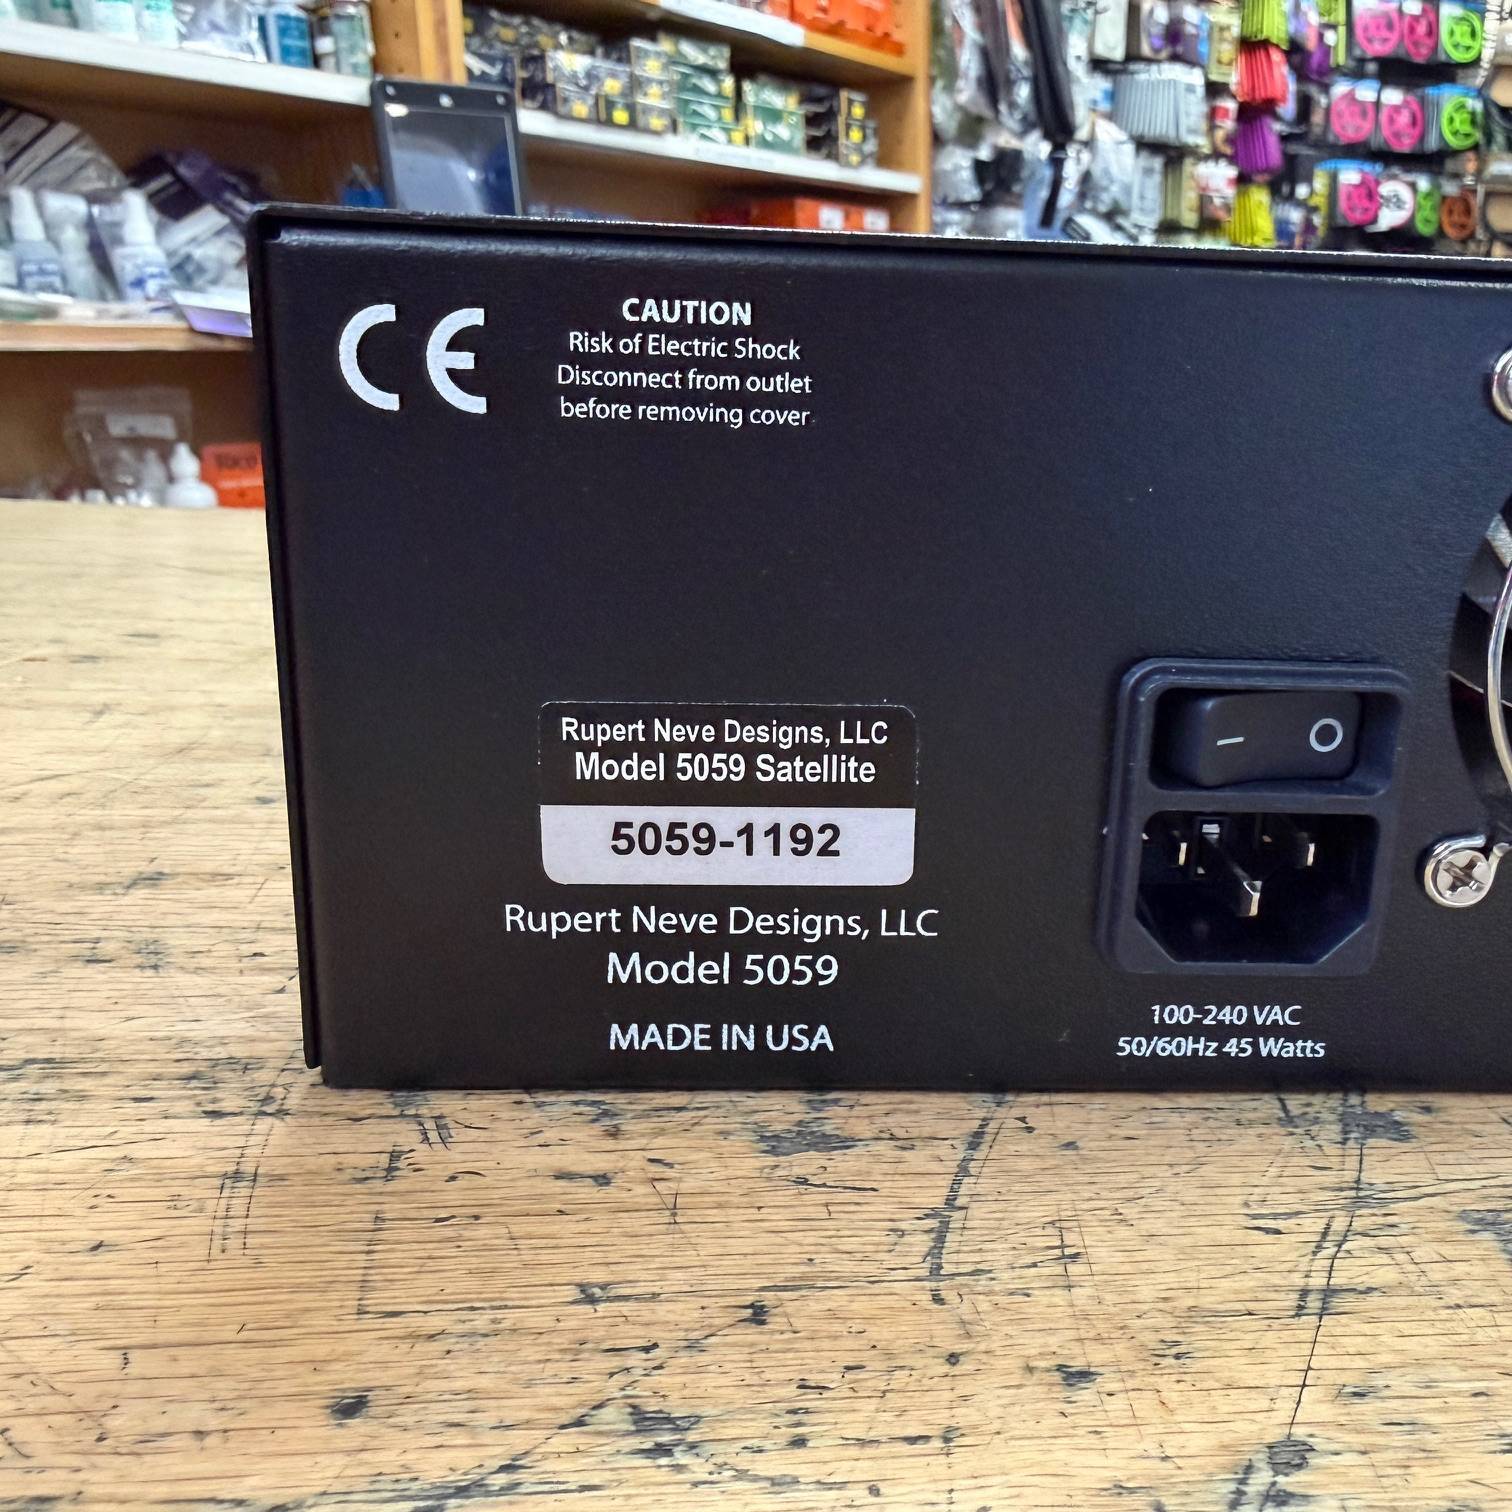 CE
CAUTION
Risk of Electric Shock
Disconnect from outlet
before removing cover
Rupert Neve Designs, LLC
Model 5059 Satellite
5059-1192
Rupert Neve Designs, LLC
Model 5059
MADE IN USA
100-240 VAC
50/60Hz 45 Watts